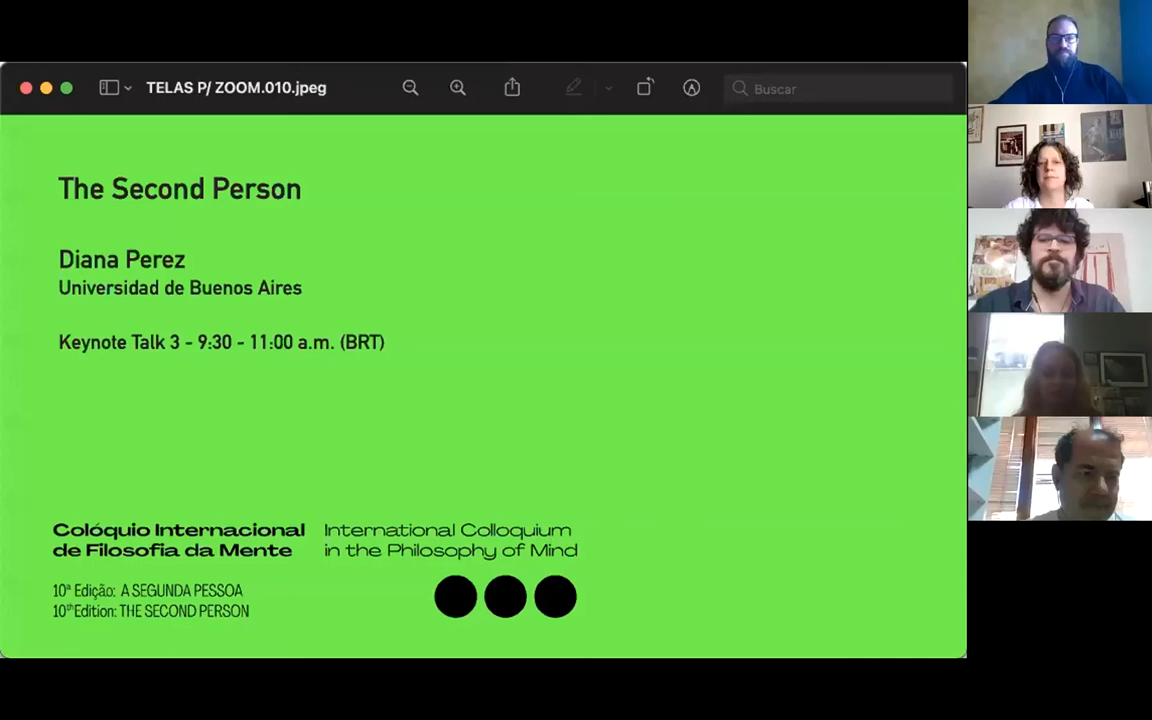 TELAS P/ ZOOM.010.jpeg
Buscar
The Second Person
Diana Perez
Universidad de Buenos Aires
Keynote Talk 3 - 9:30 - 11:00 a.m. (BRT)
Colóquio Internacional
de Filosofia da Mente
International Colloquium
in the Philosophy of Mind
10ª Edição: A SEGUNDA PESSOA
10th Edition: THE SECOND PERSON